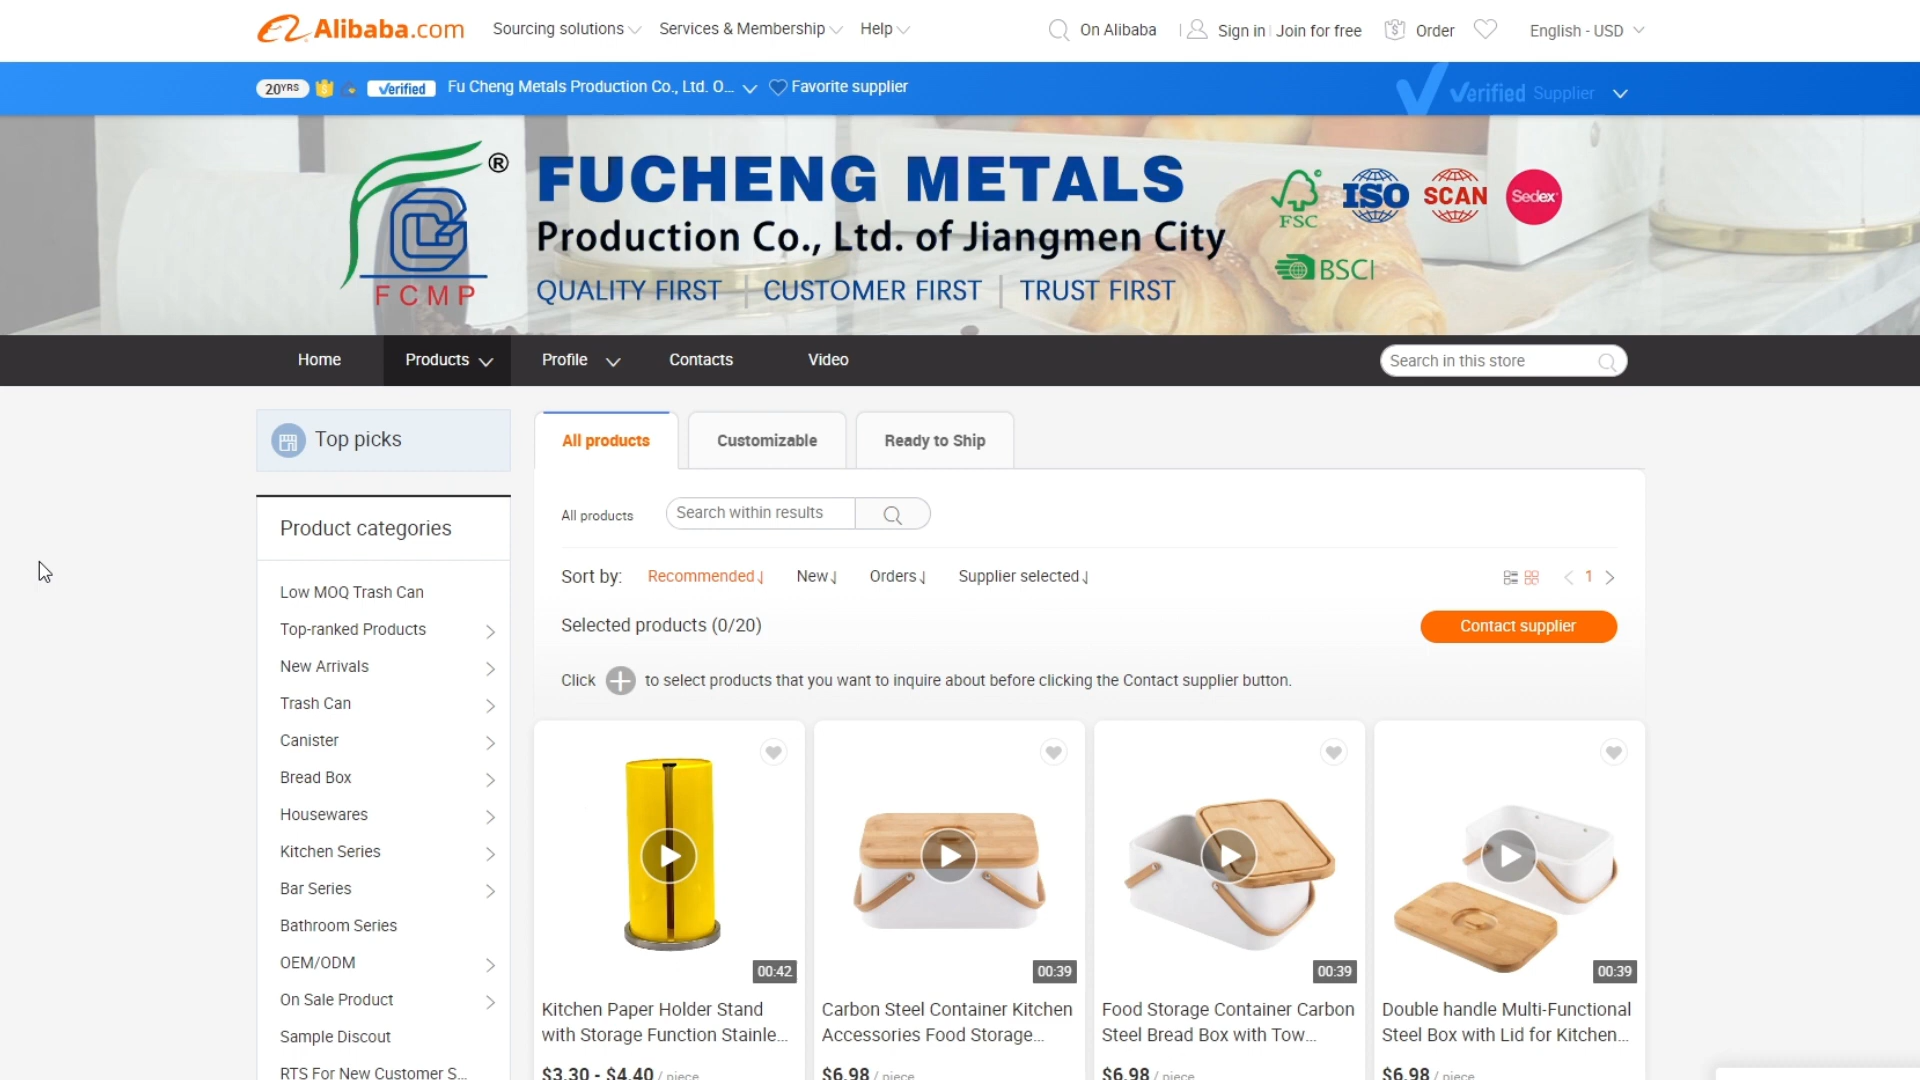 Alibaba.com
Sourcing solutions
Services & Membership
Help
On Alibaba
Sign in
Join for free
Order
English - USD
20YRS
Verified
Fu Cheng Metals Production Co., Ltd. O...
Favorite supplier
Verified Supplier
FCMP
®
FUCHENG METALS
Production Co., Ltd. of Jiangmen City
QUALITY FIRST | CUSTOMER FIRST | TRUST FIRST
FSC
ISO
SCAN
Sedex
BSCI
Home
Products
Profile
Contacts
Video
Search in this store
Top picks
Product categories
Low MOQ Trash Can
Top-ranked Products
New Arrivals
Trash Can
Canister
Bread Box
Housewares
Kitchen Series
Bar Series
Bathroom Series
OEM/ODM
On Sale Product
Sample Discout
RTS For New Customer S...
All products
Customizable
Ready to Ship
All products
Search within results
Sort by:
Recommended
New
Orders
Supplier selected
1
Selected products (0/20)
Contact supplier
Click + to select products that you want to inquire about before clicking the Contact supplier button.
00:42
Kitchen Paper Holder Stand
with Storage Function Stainle...
$3.30 - $4.40 / piece
00:39
Carbon Steel Container Kitchen
Accessories Food Storage...
$6.98 / piece
00:39
Food Storage Container Carbon
Steel Bread Box with Tow...
$6.98 / piece
00:39
Double handle Multi-Functional
Steel Box with Lid for Kitchen...
$6.98 / piece